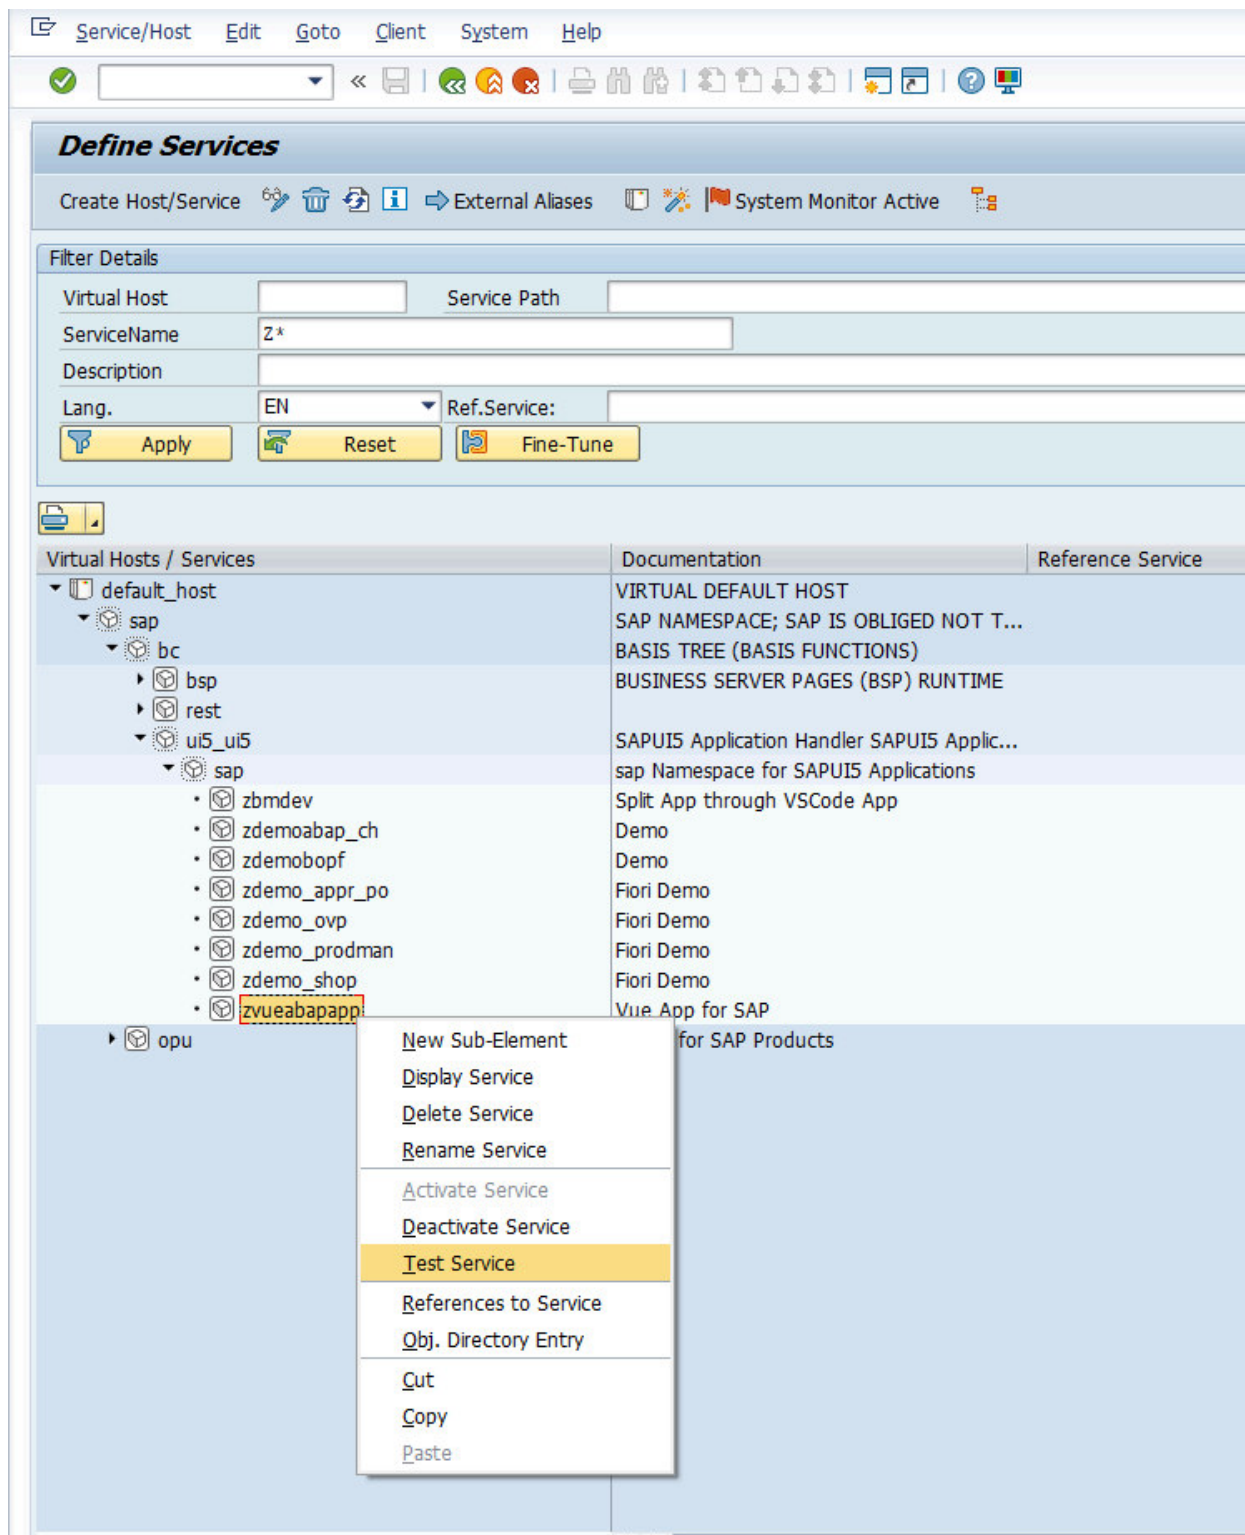 Service/Host Edit Goto Client System Help
Define Services
Create Host/Service External Aliases System Monitor Active
Filter Details
Virtual Host Service Path
ServiceName Z*
Description
Lang. EN Ref.Service:
Apply Reset Fine-Tune
Virtual Hosts / Services Documentation Reference Service
default_host VIRTUAL DEFAULT HOST
sap SAP NAMESPACE; SAP IS OBLIGED NOT T...
bc BASIS TREE (BASIS FUNCTIONS)
bsp BUSINESS SERVER PAGES (BSP) RUNTIME
rest
ui5_ui5 SAPUI5 Application Handler SAPUI5 Applic...
sap sap Namespace for SAPUI5 Applications
zbmdev Split App through VSCode App
zdemoabap_ch Demo
zdemobopf Demo
zdemo_appr_po Fiori Demo
zdemo_ovp Fiori Demo
zdemo_prodman Fiori Demo
zdemo_shop Fiori Demo
zvueabapapp Vue App for SAP
opu for SAP Products
New Sub-Element
Display Service
Delete Service
Rename Service
Activate Service
Deactivate Service
Test Service
References to Service
Obj. Directory Entry
Cut
Copy
Paste